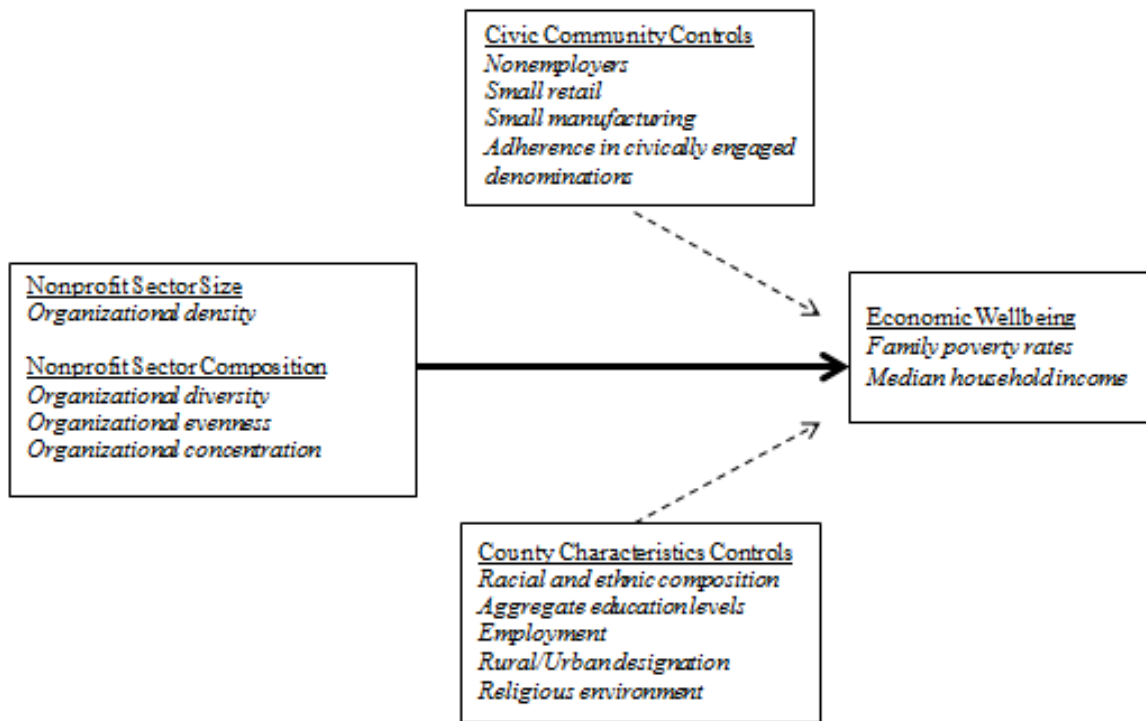 Civic Community Controls
Nonemployers
Small retail
Small manufacturing
Adherence in civically engaged
denominations
Nonprofit Sector Size
Organizational density
Nonprofit Sector Composition
Organizational diversity
Organizational evenness
Organizational concentration
Economic Wellbeing
Family poverty rates
Median household income
County Characteristics Controls
Racial and ethnic composition
Aggregate education levels
Employment
Rural/Urban designation
Religious environment